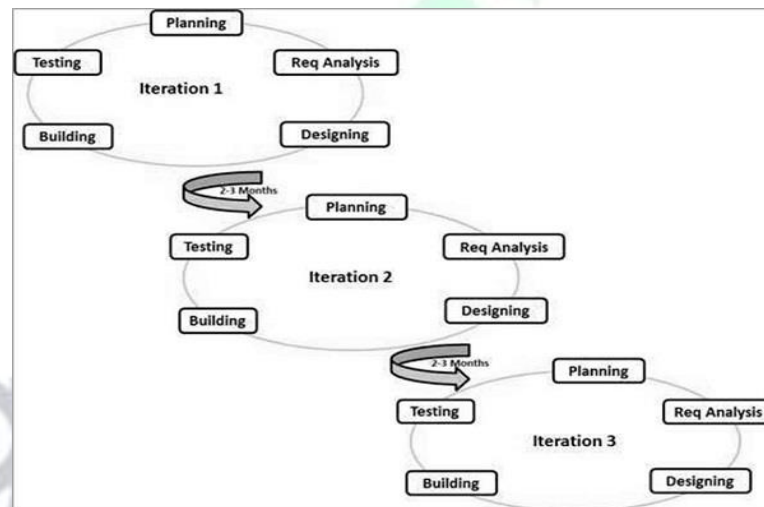 Planning
Testing
Req Analysis
Iteration 1
Building
Designing
2-3 Months
Planning
Testing
Req Analysis
Iteration 2
Building
Designing
2-3 Months
Planning
Testing
Req Analysis
Iteration 3
Building
Designing